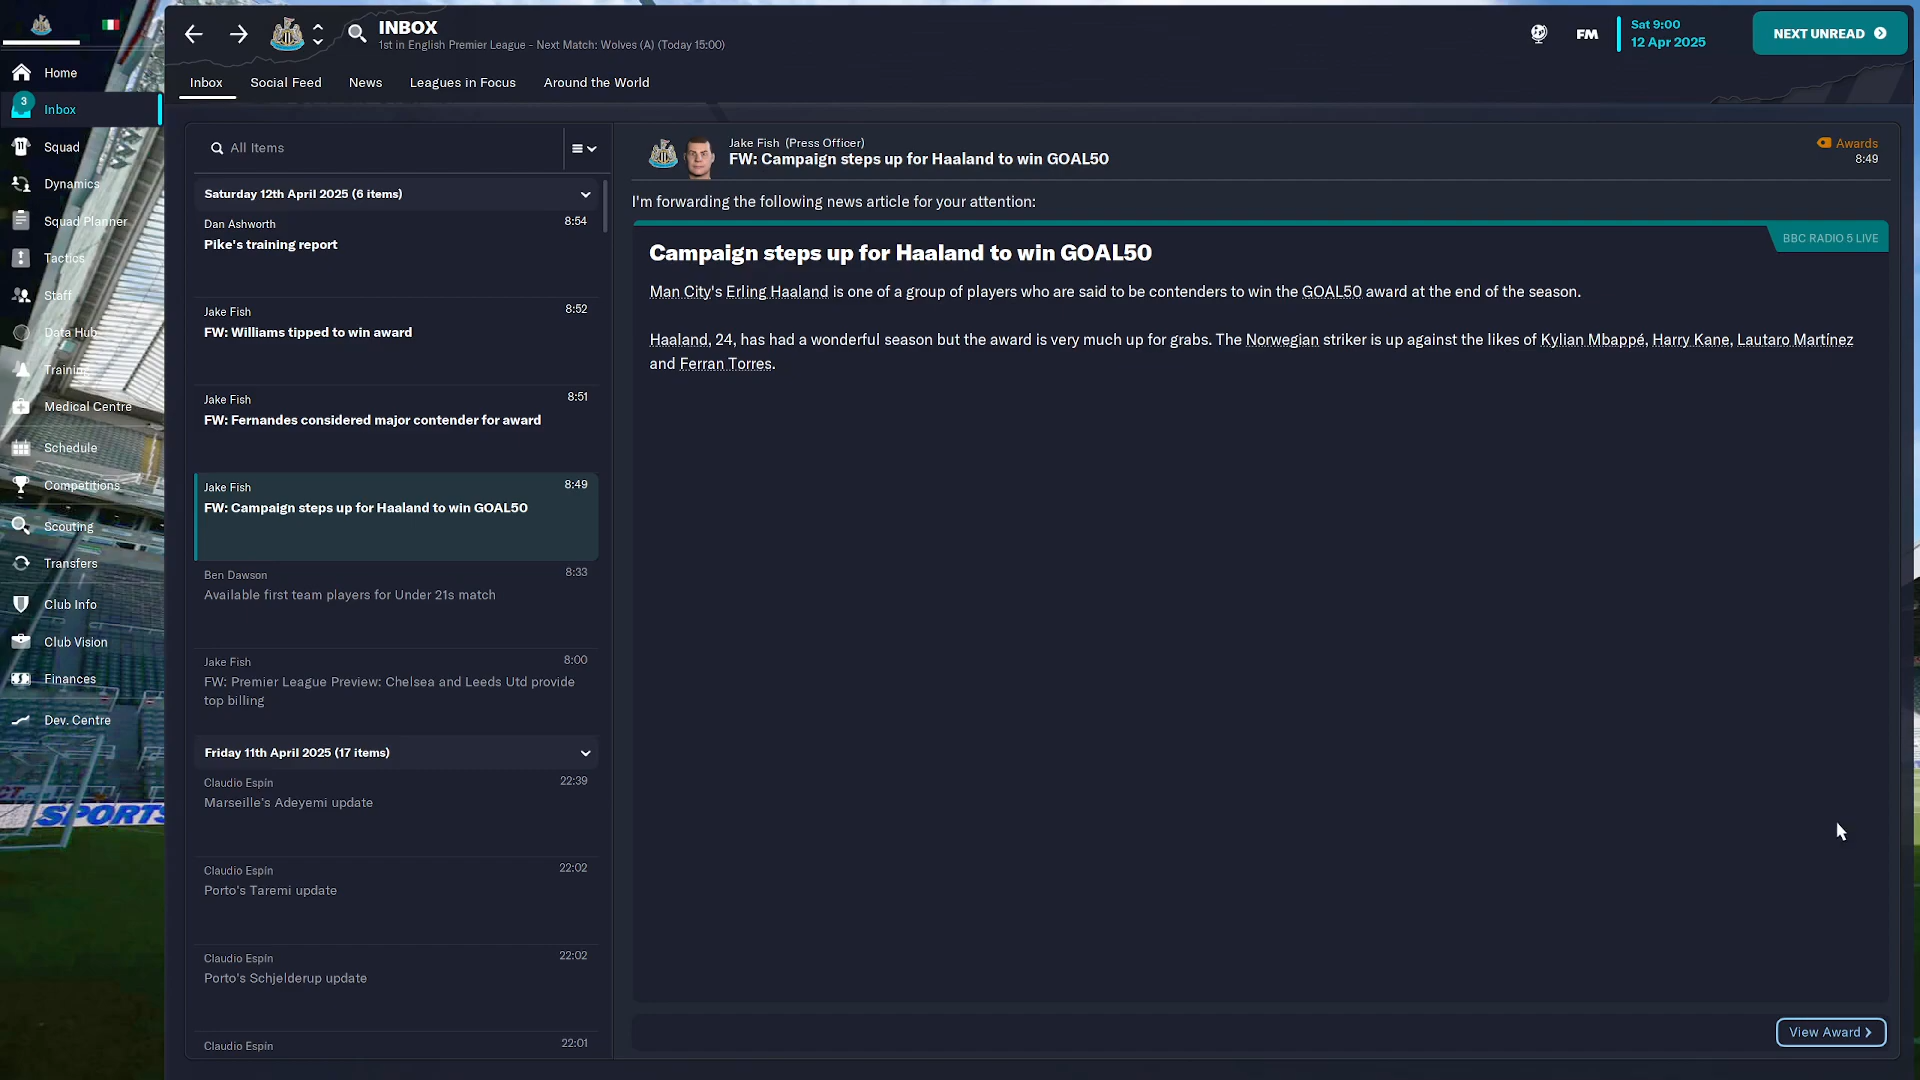 INBOX
1st in English Premier League - Next Match: Wolves (A) (Today 15:00)
FM
Sat 9:00
12 Apr 2025
NEXT UNREAD
Inbox
Social Feed
News
Leagues in Focus
Around the World
Home
3
Inbox
Squad
Dynamics
Squad Planner
Tactics
Staff
Data Hub
Training
Medical Centre
Schedule
Competitions
Scouting
Transfers
Club Info
Club Vision
Finances
Dev. Centre
SPORTS
All Items
Saturday 12th April 2025 (6 items)
Dan Ashworth
8:54
Pike's training report
Jake Fish
8:52
FW: Williams tipped to win award
Jake Fish
8:51
FW: Fernandes considered major contender for award
Jake Fish
8:49
FW: Campaign steps up for Haaland to win GOAL50
Ben Dawson
8:33
Available first team players for Under 21s match
Jake Fish
8:00
FW: Premier League Preview: Chelsea and Leeds Utd provide
top billing
Friday 11th April 2025 (17 items)
Claudio Espín
22:39
Marseille's Adeyemi update
Claudio Espín
22:02
Porto's Taremi update
Claudio Espín
22:02
Porto's Schjelderup update
Claudio Espín
22:01
Jake Fish (Press Officer)
FW: Campaign steps up for Haaland to win GOAL50
Awards
8:49
I'm forwarding the following news article for your attention:
BBC RADIO 5 LIVE
Campaign steps up for Haaland to win GOAL50
Man City's Erling Haaland is one of a group of players who are said to be contenders to win the GOAL50 award at the end of the season.
Haaland, 24, has had a wonderful season but the award is very much up for grabs. The Norwegian striker is up against the likes of Kylian Mbappé, Harry Kane, Lautaro Martínez
and Ferran Torres.
View Award